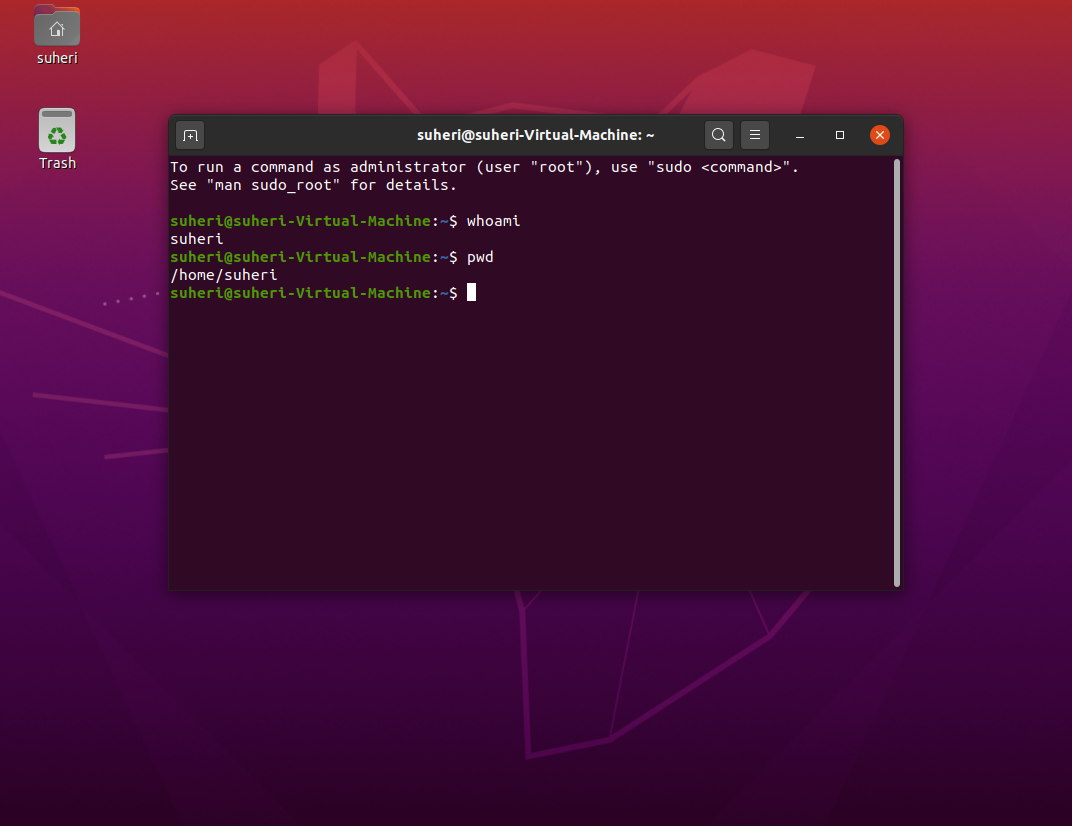 suheri
Trash
suheri@suheri-Virtual-Machine: ~
To run a command as administrator (user "root"), use "sudo <command>".
See "man sudo_root" for details.
suheri@suheri-Virtual-Machine:~$ whoami
suheri
suheri@suheri-Virtual-Machine:~$ pwd
/home/suheri
suheri@suheri-Virtual-Machine:~$